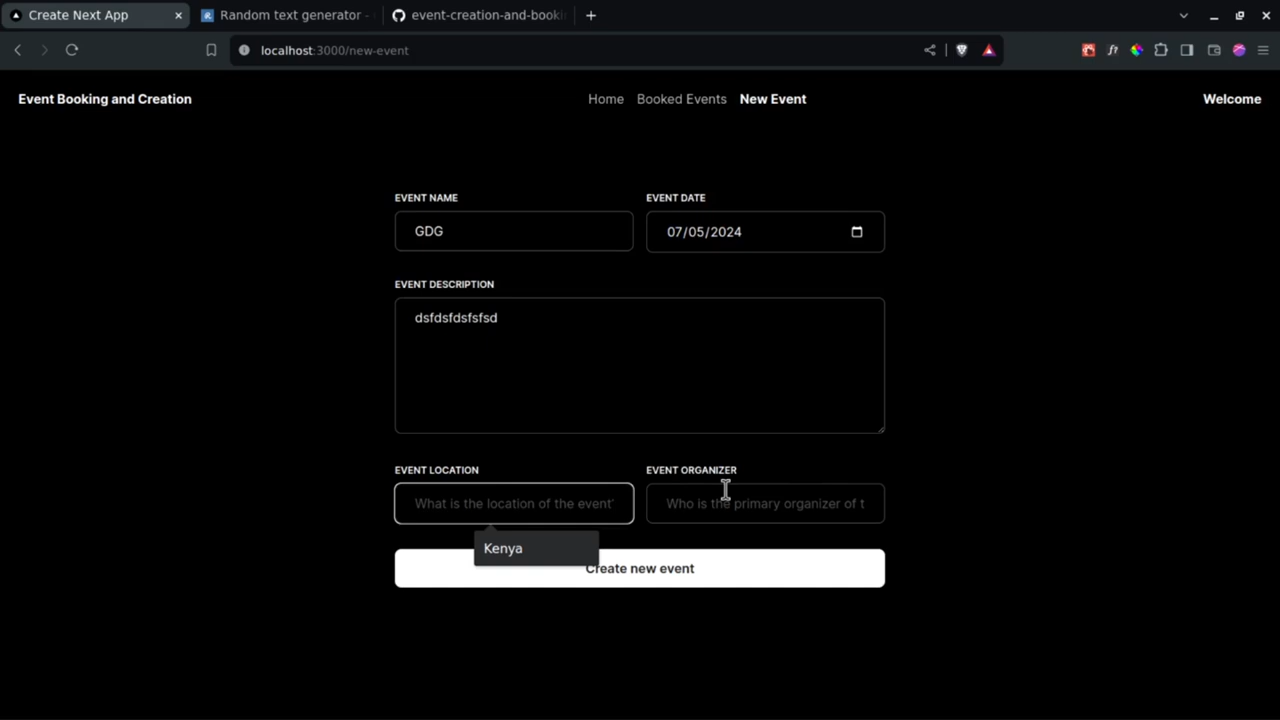 Create Next App
Random text generator -
event-creation-and-booki
localhost:3000/new-event
f?
Event Booking and Creation
Home Booked Events New Event
Welcome
EVENT NAME
EVENT DATE
GDG
07/05/2024
EVENT DESCRIPTION
dsfdsfdsfsfsd
EVENT LOCATION
EVENT ORGANIZER
What is the location of the event'
Who is the primary organizer of t
Kenya
Create new event